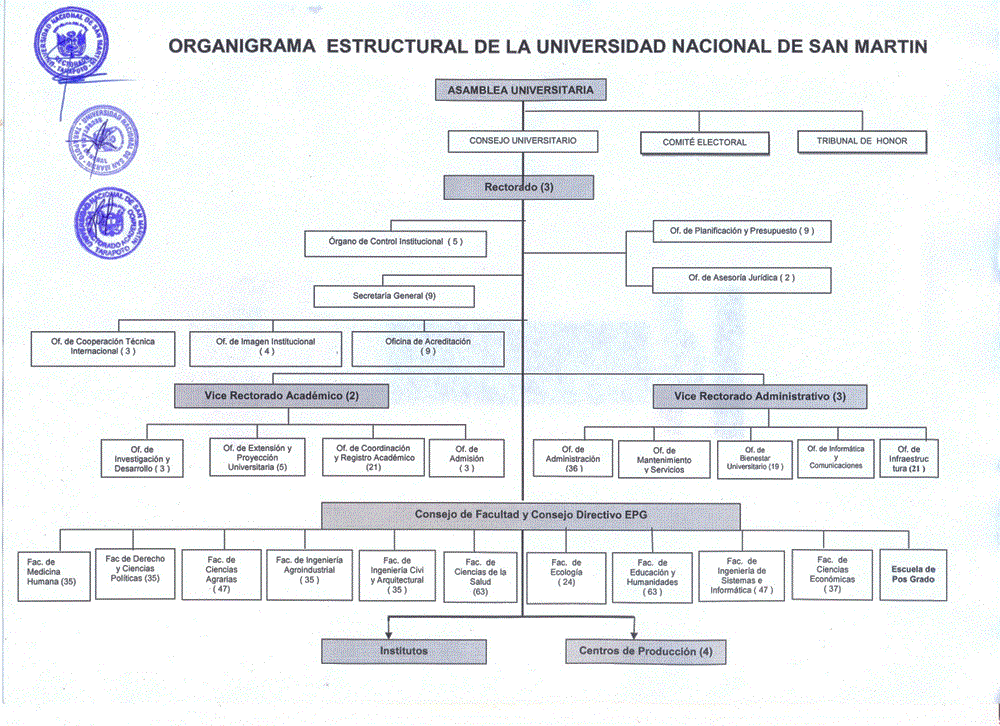 ORGANIGRAMA ESTRUCTURAL DE LA UNIVERSIDAD NACIONAL DE SAN MARTIN
UNIVERSIDAD NACIONAL DE SAN MARTIN
RECTORADO
TARAPOTO
ASAMBLEA UNIVERSITARIA
CONSEJO UNIVERSITARIO
COMITÉ ELECTORAL
TRIBUNAL DE HONOR
Rectorado (3)
Órgano de Control Institucional ( 5 )
Of. de Planificación y Presupuesto ( 9 )
Of. de Asesoría Jurídica ( 2 )
Secretaría General (9)
Of. de Cooperación Técnica
Internacional ( 3 )
Of. de Imagen Institucional
( 4 )
Oficina de Acreditación
( 9 )
Vice Rectorado Académico (2)
Vice Rectorado Administrativo (3)
Of. de
Investigación y
Desarrollo ( 3 )
Of. de Extensión y
Proyección
Universitaria (5)
Of. de Coordinación
y Registro Académico
(21)
Of. de
Admisión
( 3 )
Of. de
Administración
(36 )
Of. de
Mantenimiento
y Servicios
Of. de
Bienestar
Universitario (19 )
Of. de Informática
y
Comunicaciones
Of. de
Infraestruc
tura (21 )
Consejo de Facultad y Consejo Directivo EPG
Fac. de
Medicina
Humana (35)
Fac de Derecho
y Ciencias
Políticas (35)
Fac. de
Ciencias
Agrarias
( 47 )
Fac. de Ingeniería
Agroindustrial
( 35 )
Fac. de
Ingeniería Civi
y Arquitectural
( 35 )
Fac. de
Ciencias de la
Salud
(63)
Fac. de
Ecología
( 24)
Fac. de
Educación y
Humanidades
( 63 )
Fac. de
Ingeniería de
Sistemas e
Informática ( 47 )
Fac. de
Ciencias
Económicas
( 37)
Escuela de
Pos Grado
Institutos
Centros de Producción (4)